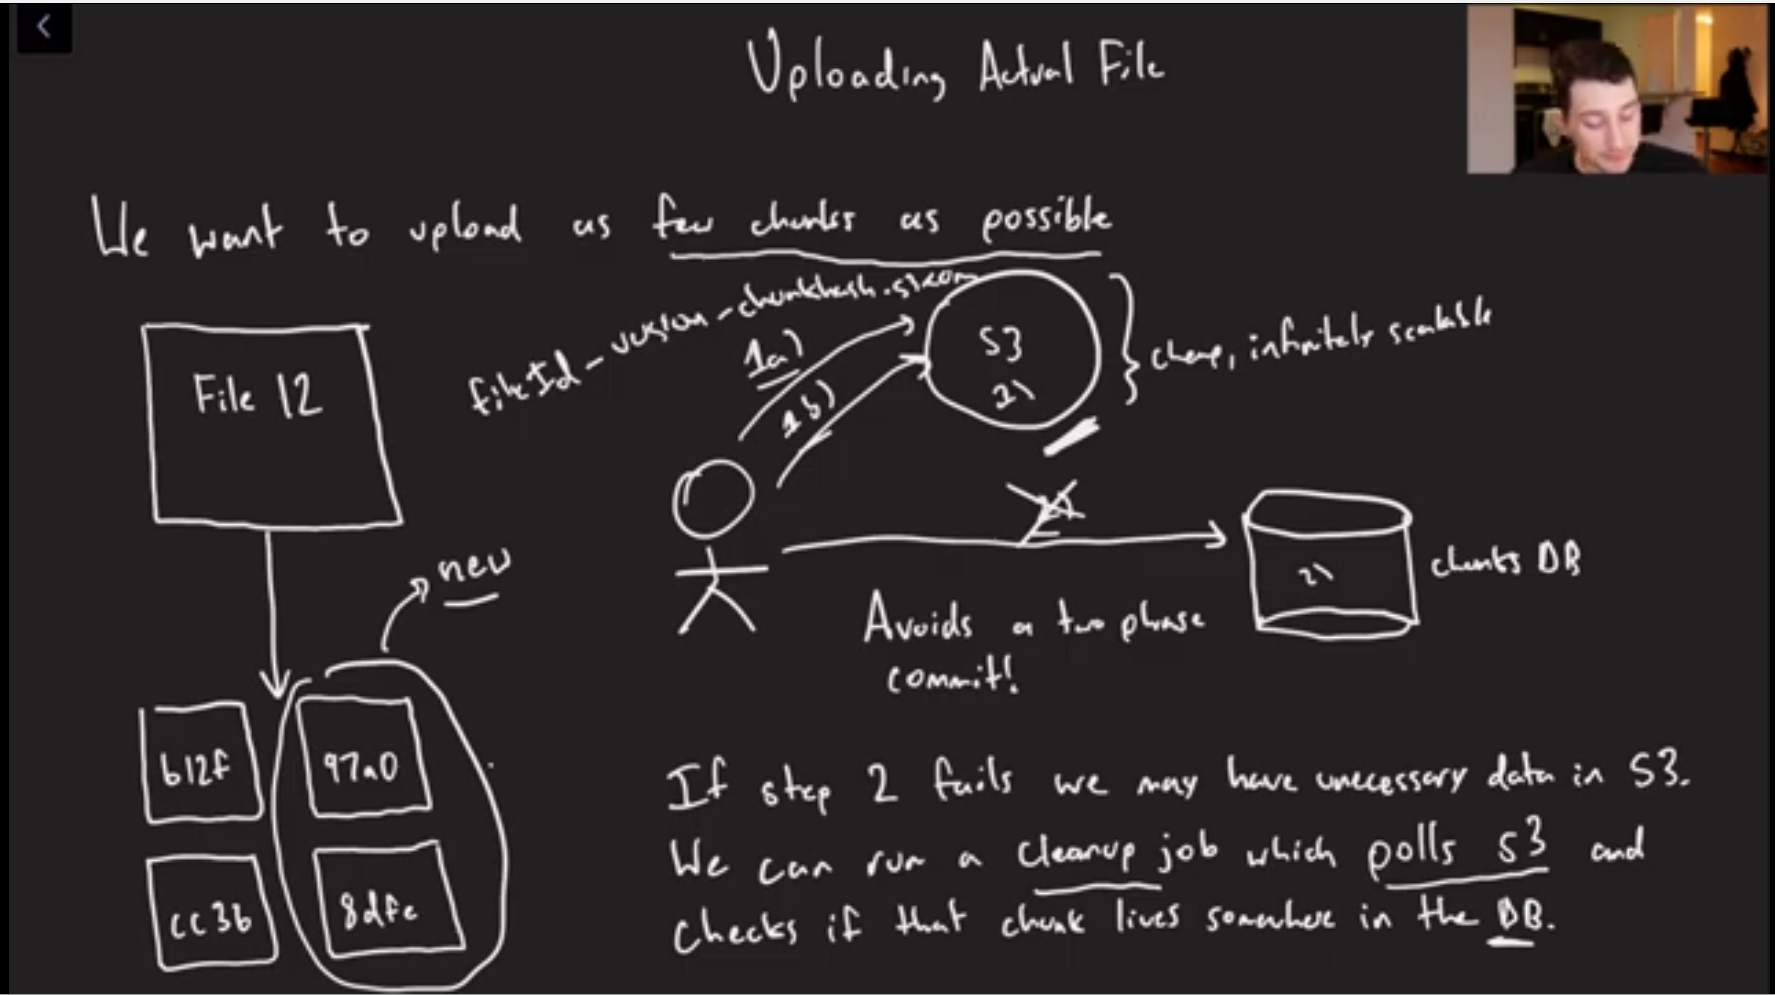 Uploading Actual File
We want to upload as few chunks as possible
fileId-version-chunkhash.s3.com
1a)
1b)
S3
cheap, infinitely scalable
File 12
new
chunks DB
Avoids a two phase
commit!
b12f
97a0
cc3b
8dfe
If step 2 fails we may have unecessary data in S3.
We can run a cleanup job which polls S3 and
checks if that chunk lives somewhere in the DB.